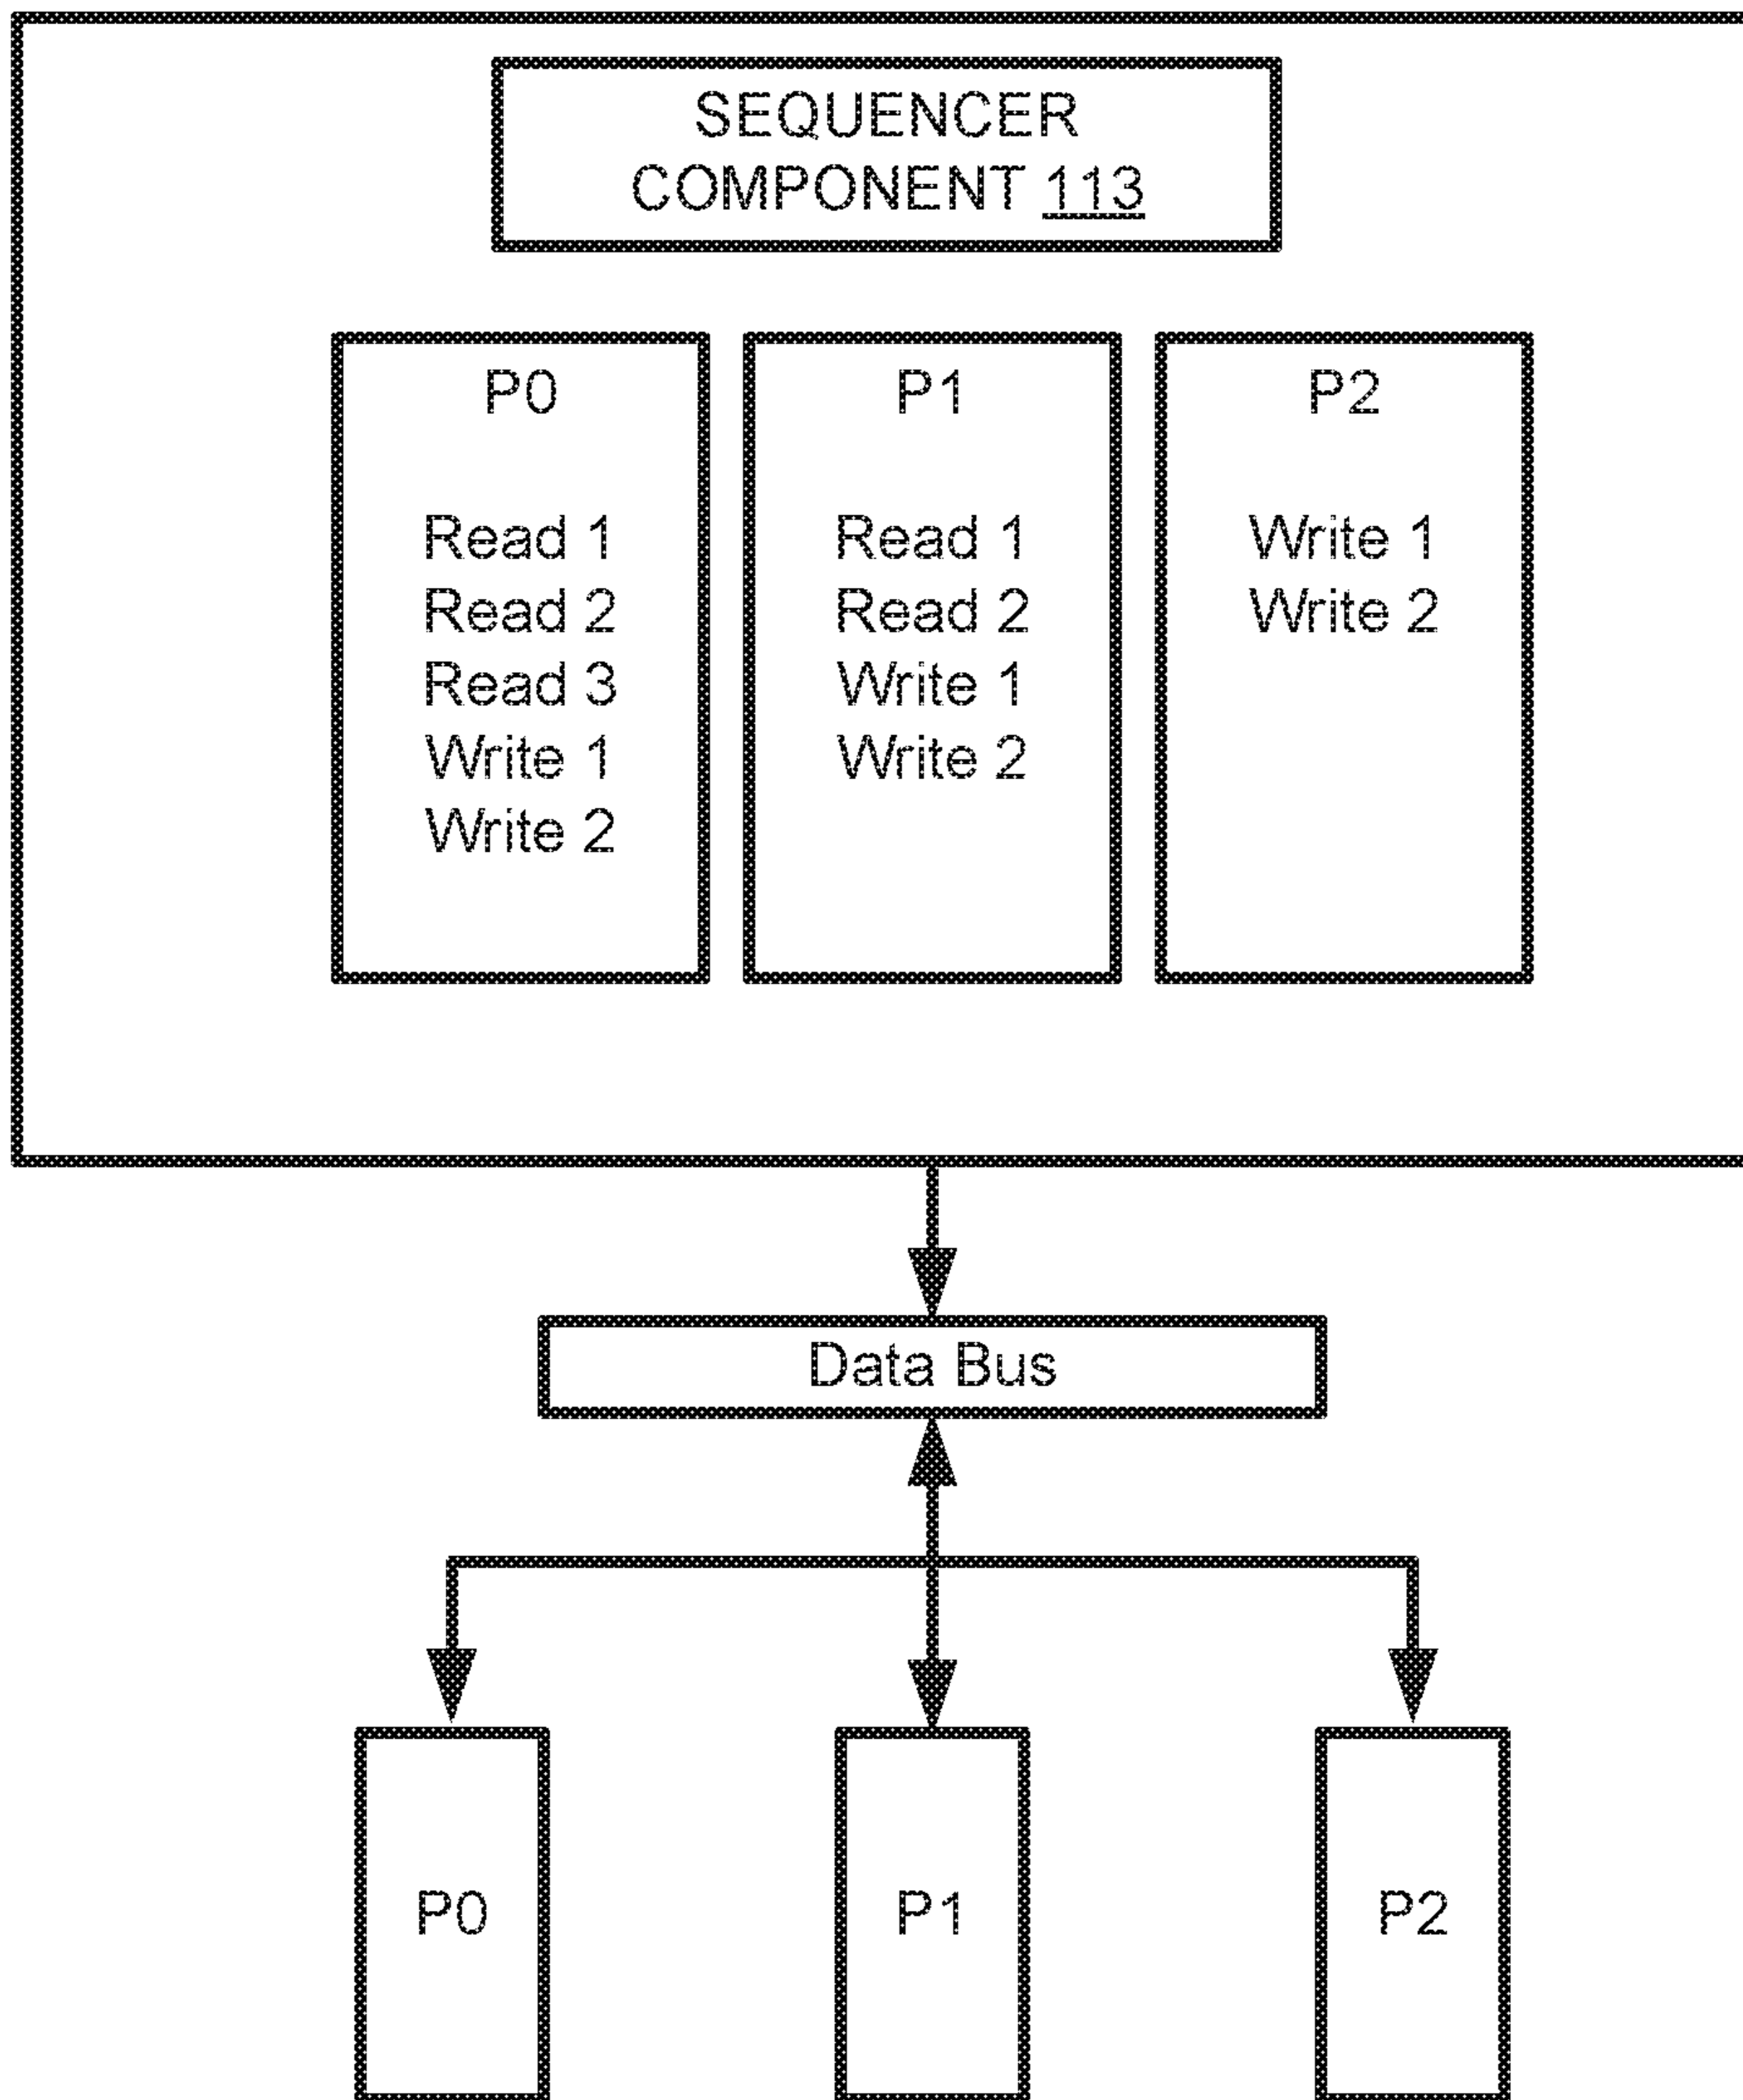 SEQUENCER
COMPONENT 113
P0
Read 1
Read 2
Read 3
Write 1
Write 2
P1
Read 1
Read 2
Write 1
Write 2
P2
Write 1
Write 2
Data Bus
P0
P1
P2